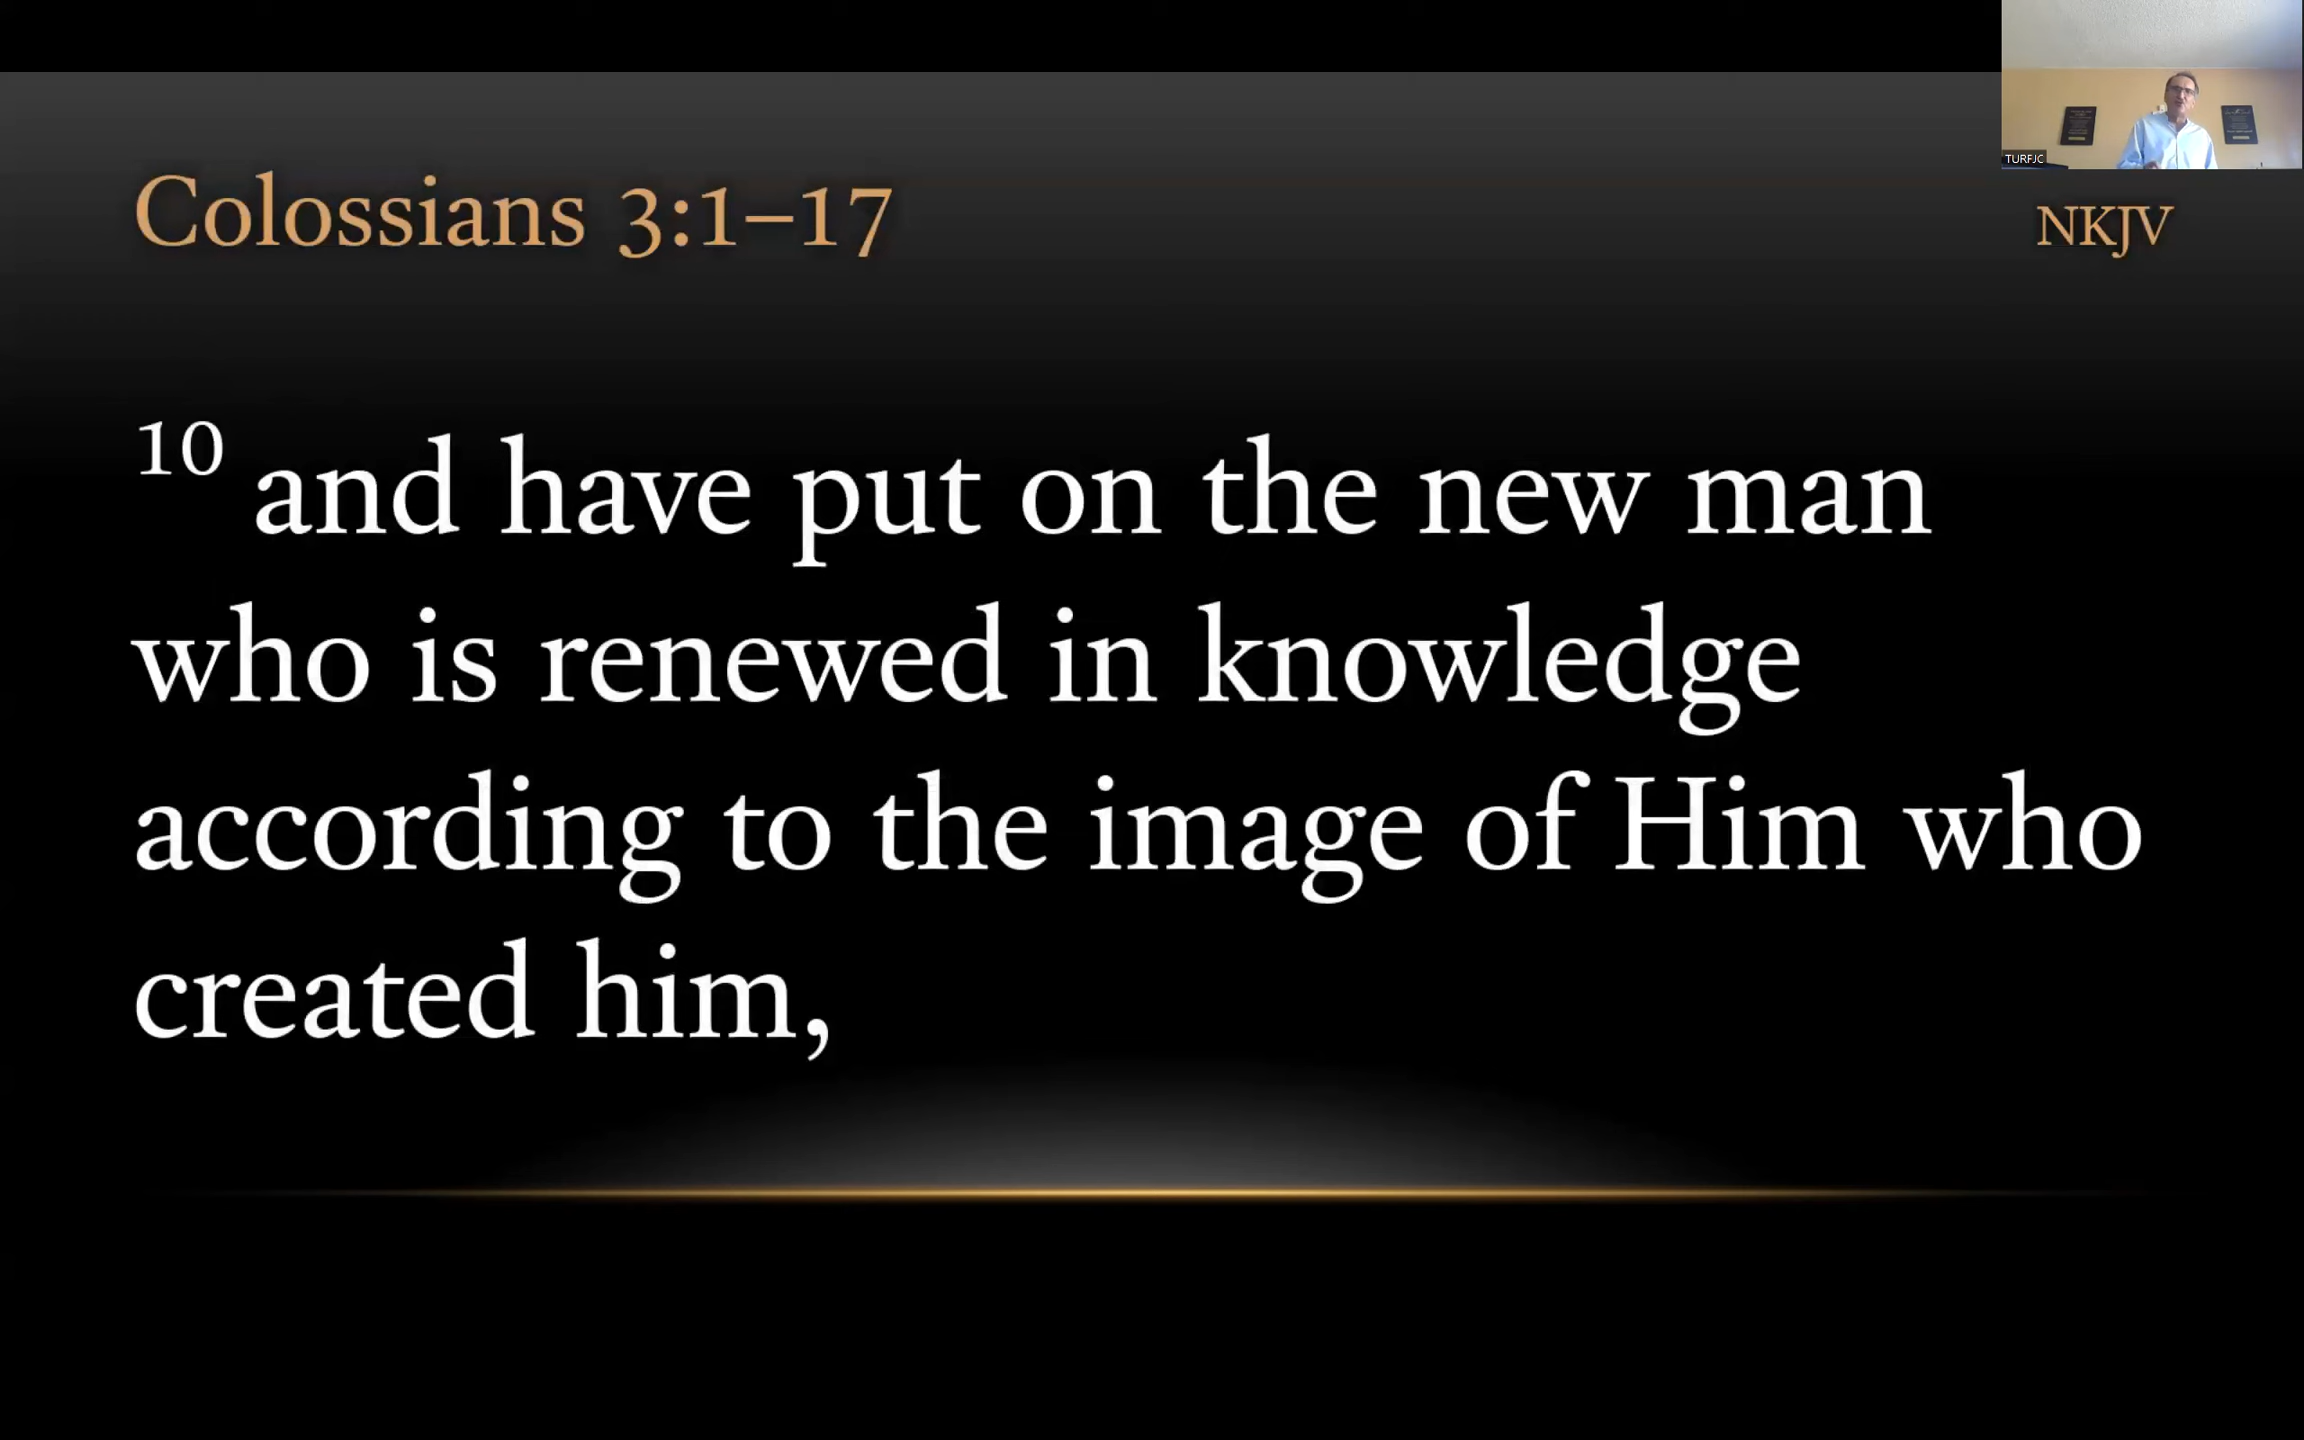 TURFJC
Colossians 3:1–17
NKJV
10 and have put on the new man
who is renewed in knowledge
according to the image of Him who
created him,